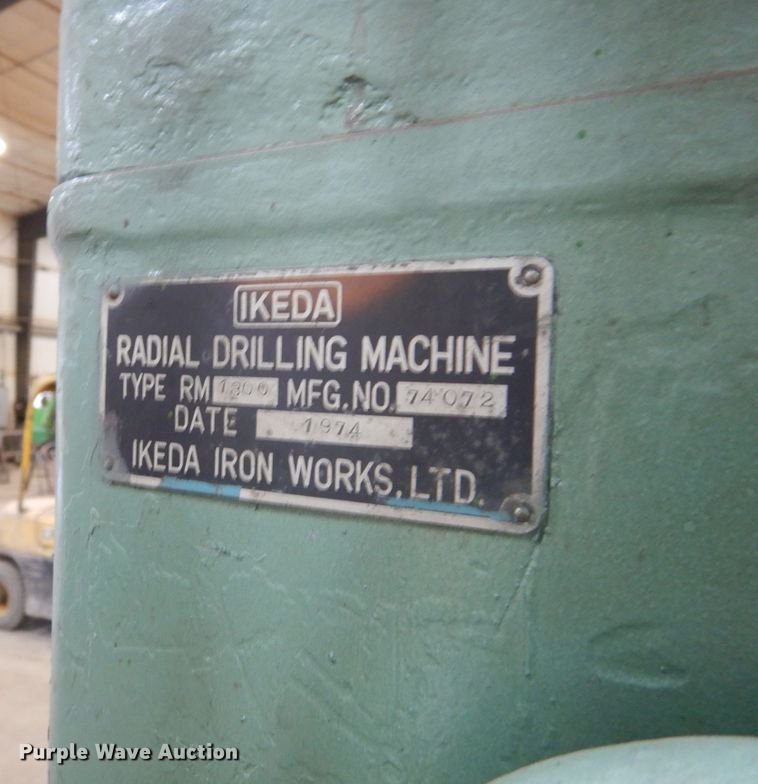 IKEDA
RADIAL DRILLING MACHINE
TYPE RM 1300 MFG.NO. 74072
DATE 1974
IKEDA IRON WORKS, LTD.
Purple Wave Auction